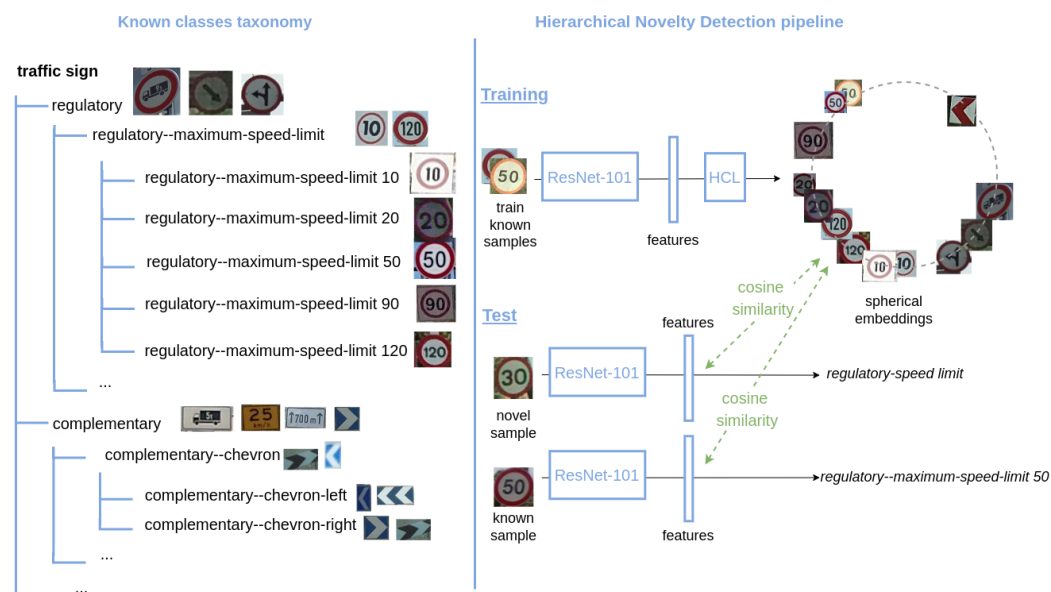 Known classes taxonomy
traffic sign
regulatory
regulatory--maximum-speed-limit
10
120
regulatory--maximum-speed-limit 10
10
regulatory--maximum-speed-limit 20
20
regulatory--maximum-speed-limit 50
50
regulatory--maximum-speed-limit 90
90
regulatory--maximum-speed-limit 120
120
...
complementary
25
700 m
complementary--chevron
complementary--chevron-left
complementary--chevron-right
...
...
Hierarchical Novelty Detection pipeline
Training
50
train
known
samples
ResNet-101
features
HCL
50
50
90
20
20
120
120
10
10
spherical
embeddings
cosine
similarity
Test
features
30
novel
sample
ResNet-101
regulatory-speed limit
cosine
similarity
50
known
sample
ResNet-101
features
regulatory--maximum-speed-limit 50